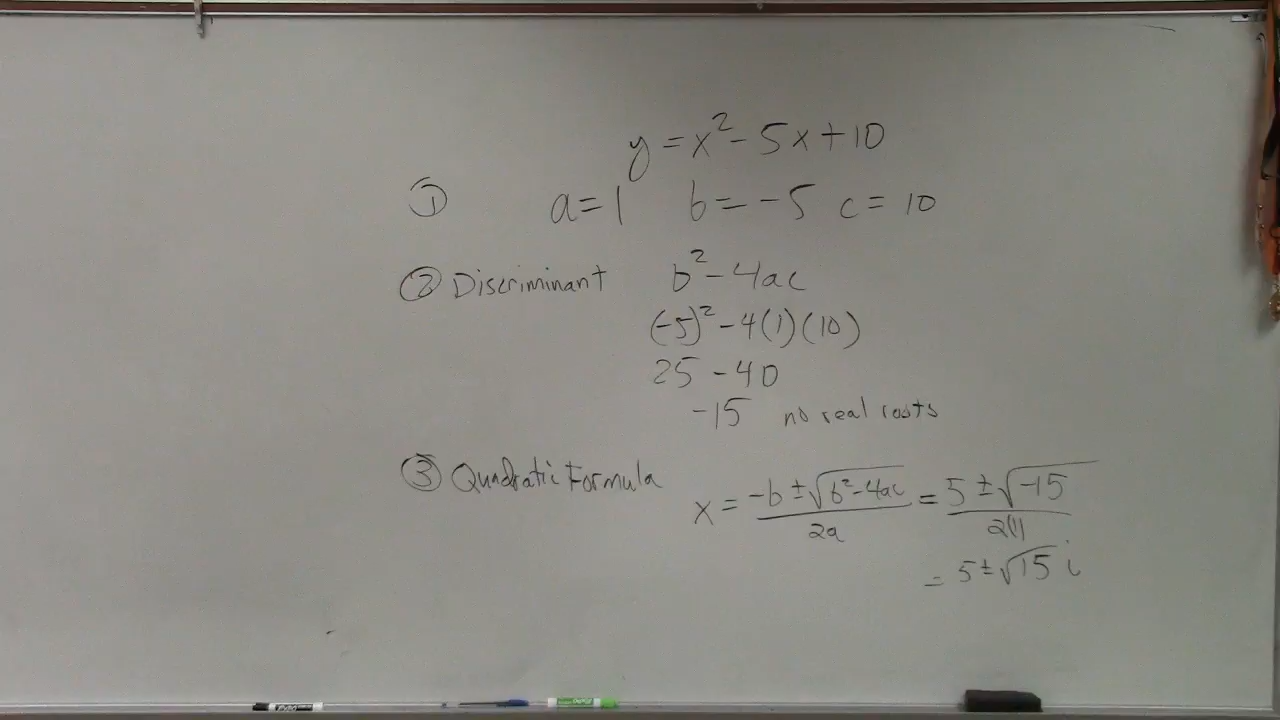 y = x² - 5x + 10
① a = 1 b = -5 c = 10
② Discriminant b² - 4ac
(-5)² - 4(1)(10)
25 - 40
-15 no real roots
③ Quadratic Formula x = (-b ± √(b² - 4ac))/2a = (5 ± √-15)/2(1)
= 5 ± √15 i